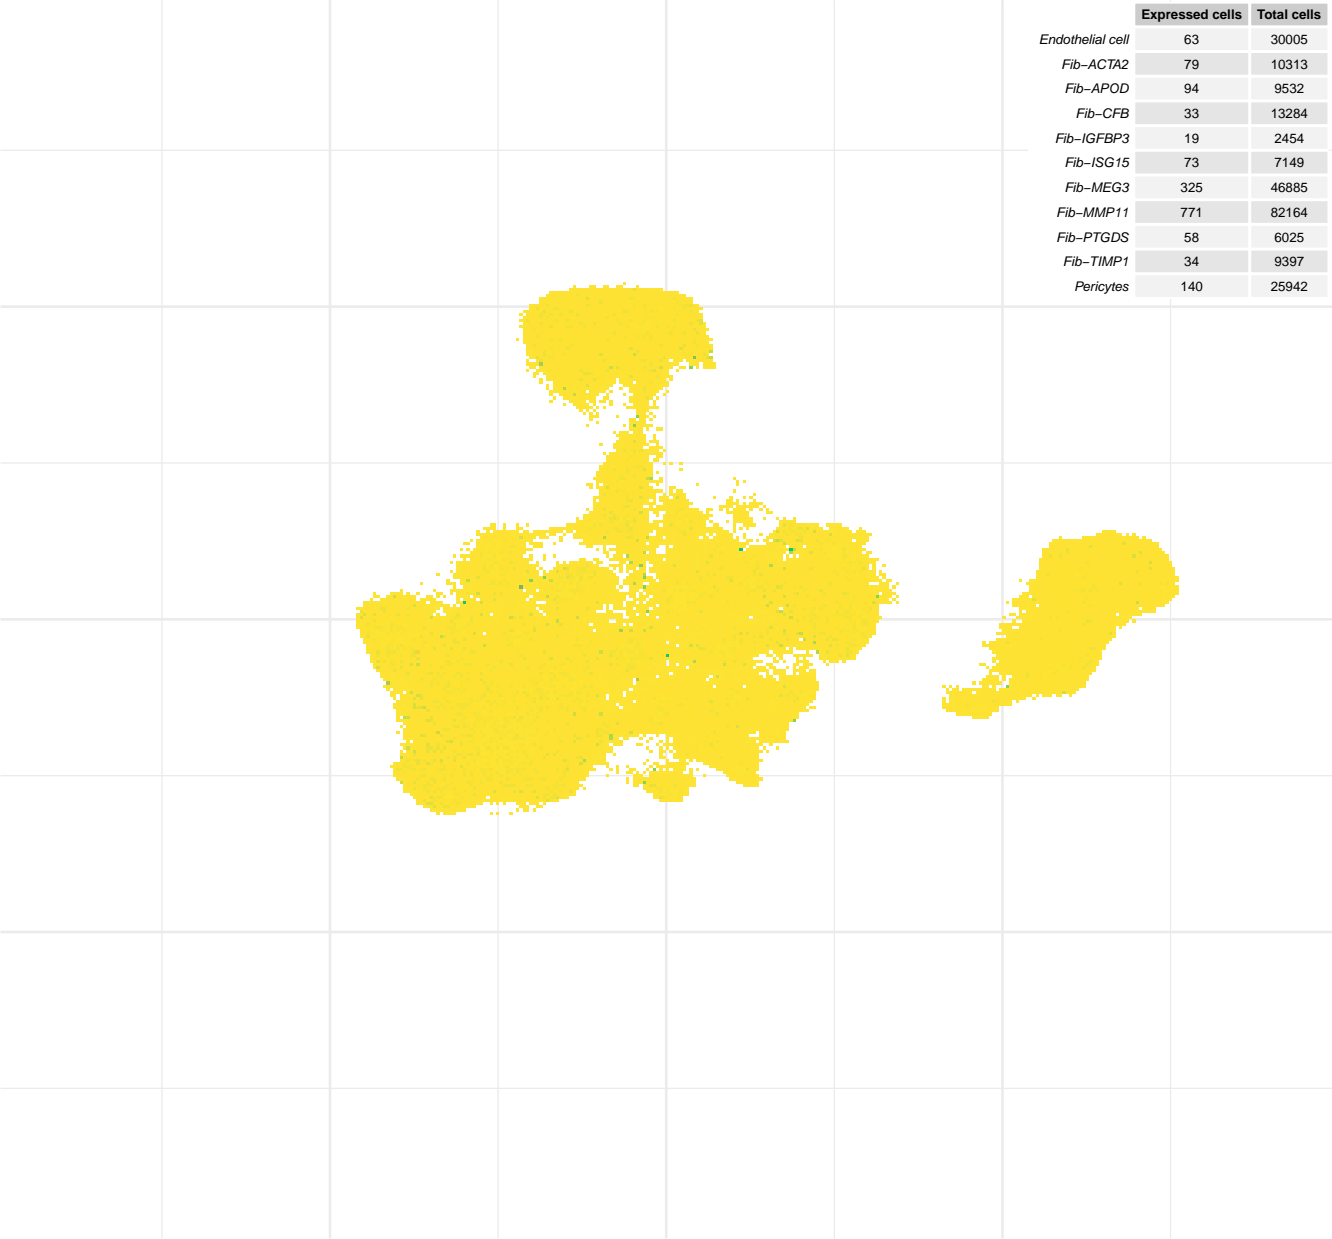 Expressed cells Total cells
Endothelial cell 63 30005
Fib−ACTA2 79 10313
Fib−APOD 94 9532
Fib−CFB 33 13284
Fib−IGFBP3 19 2454
Fib−ISG15 73 7149
Fib−MEG3 325 46885
Fib−MMP11 771 82164
Fib−PTGDS 58 6025
Fib−TIMP1 34 9397
Pericytes 140 25942